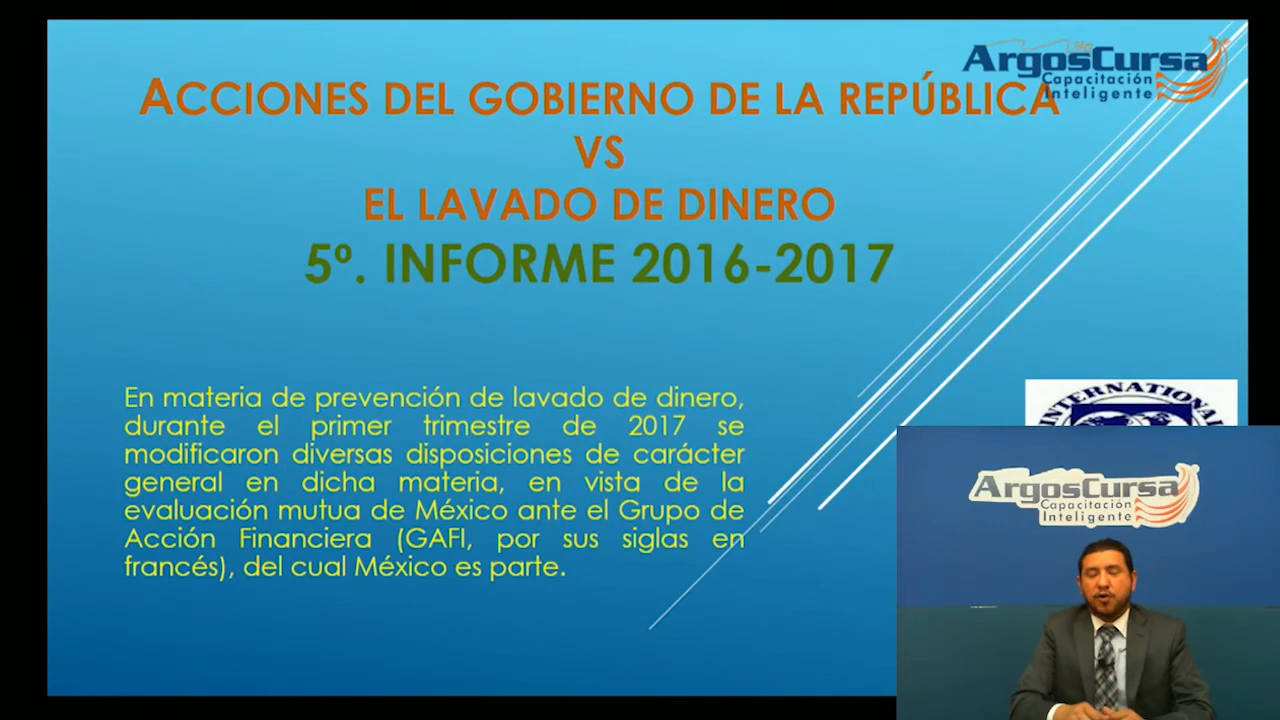 ArgosCursa
Capacitación
Inteligente
ACCIONES DEL GOBIERNO DE LA REPÚBLICA
VS
EL LAVADO DE DINERO
5º. INFORME 2016-2017
En materia de prevención de lavado de dinero,
durante el primer trimestre de 2017 se
modificaron diversas disposiciones de carácter
general en dicha materia, en vista de la
evaluación mutua de México ante el Grupo de
Acción Financiera (GAFI, por sus siglas en
francés), del cual México es parte.
INTERNATIONAL
ArgosCursa
Capacitación
Inteligente